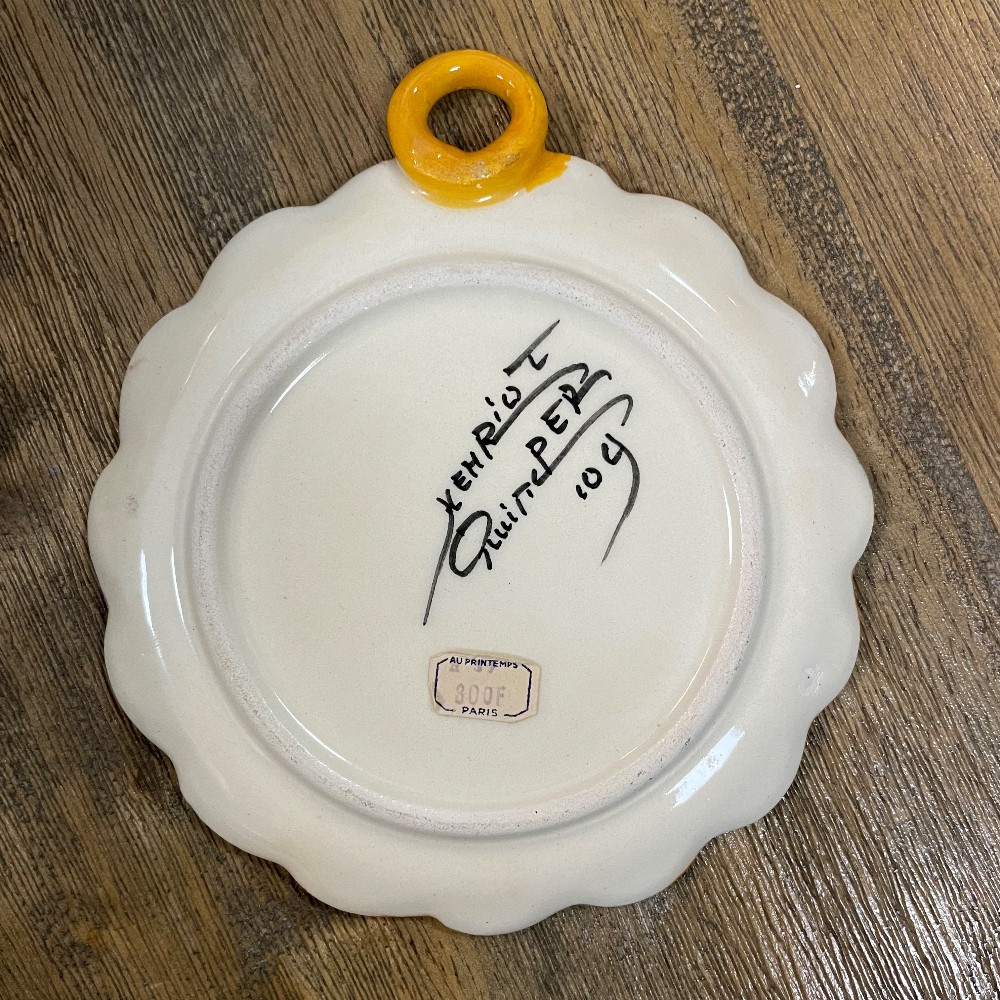 HENRiOT
QuimPER
104
AU PRINTEMPS
300F
PARIS